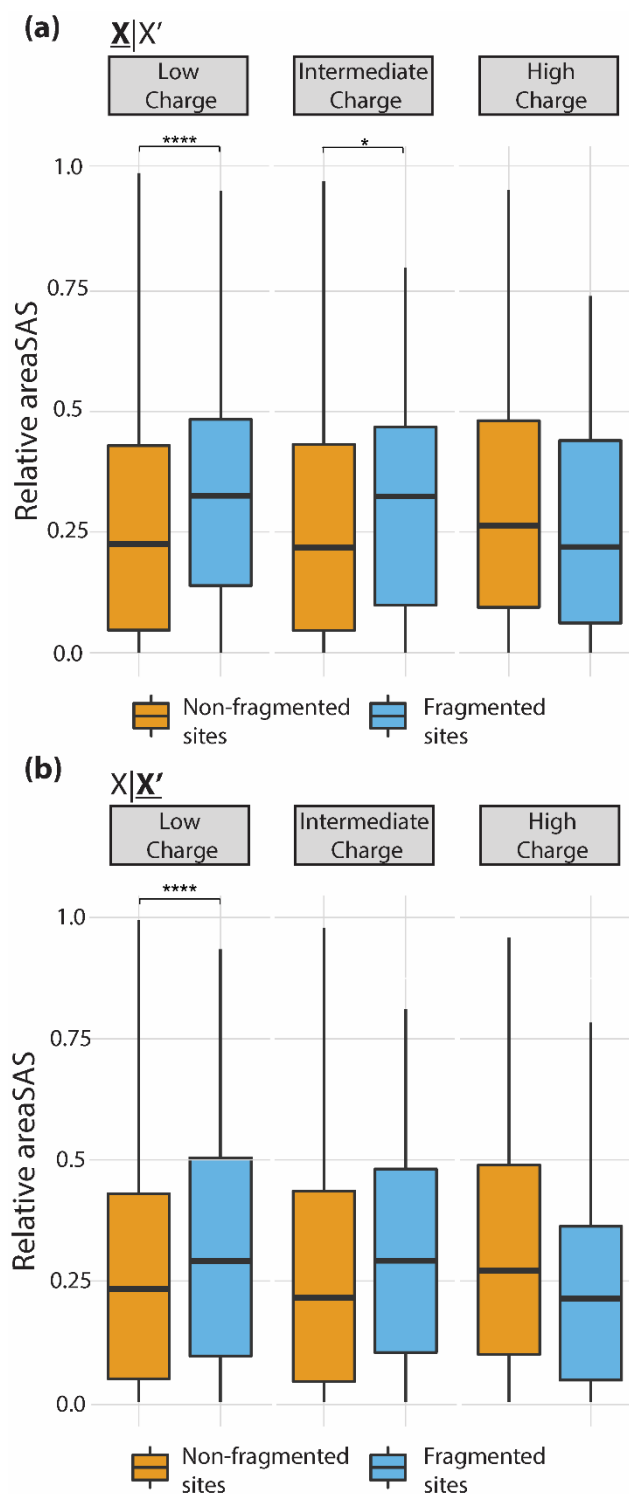 (a)
X|X'
Low
Charge
Intermediate
Charge
High
Charge
****
*
1.0
0.75
0.5
0.25
0.0
Relative areaSAS
Non-fragmented
sites
Fragmented
sites
(b)
X|X'
Low
Charge
Intermediate
Charge
High
Charge
****
1.0
0.75
0.5
0.25
0.0
Relative areaSAS
Non-fragmented
sites
Fragmented
sites